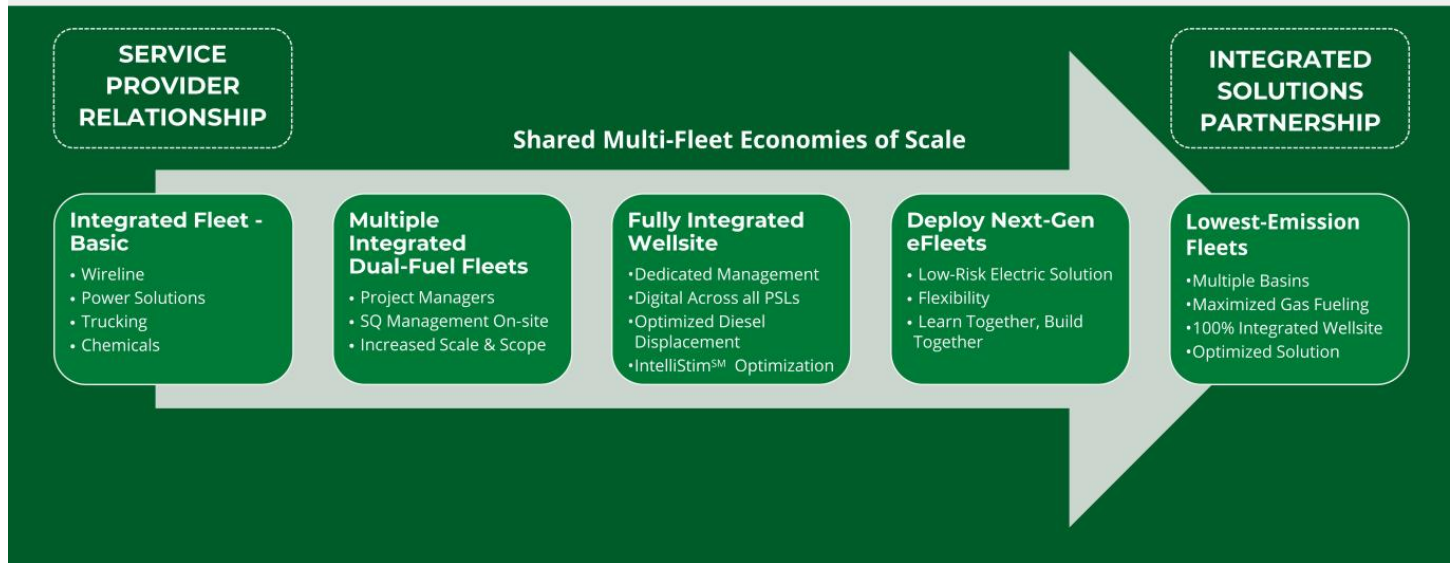 SERVICE
PROVIDER
RELATIONSHIP
INTEGRATED
SOLUTIONS
PARTNERSHIP
Shared Multi-Fleet Economies of Scale
Integrated Fleet -
Basic
• Wireline
• Power Solutions
• Trucking
• Chemicals
Multiple
Integrated
Dual-Fuel Fleets
• Project Managers
• SQ Management On-site
• Increased Scale & Scope
Fully Integrated
Wellsite
•Dedicated Management
•Digital Across all PSLs
•Optimized Diesel
Displacement
•IntelliStim℠ Optimization
Deploy Next-Gen
eFleets
• Low-Risk Electric Solution
• Flexibility
• Learn Together, Build
Together
Lowest-Emission
Fleets
•Multiple Basins
•Maximized Gas Fueling
•100% Integrated Wellsite
•Optimized Solution